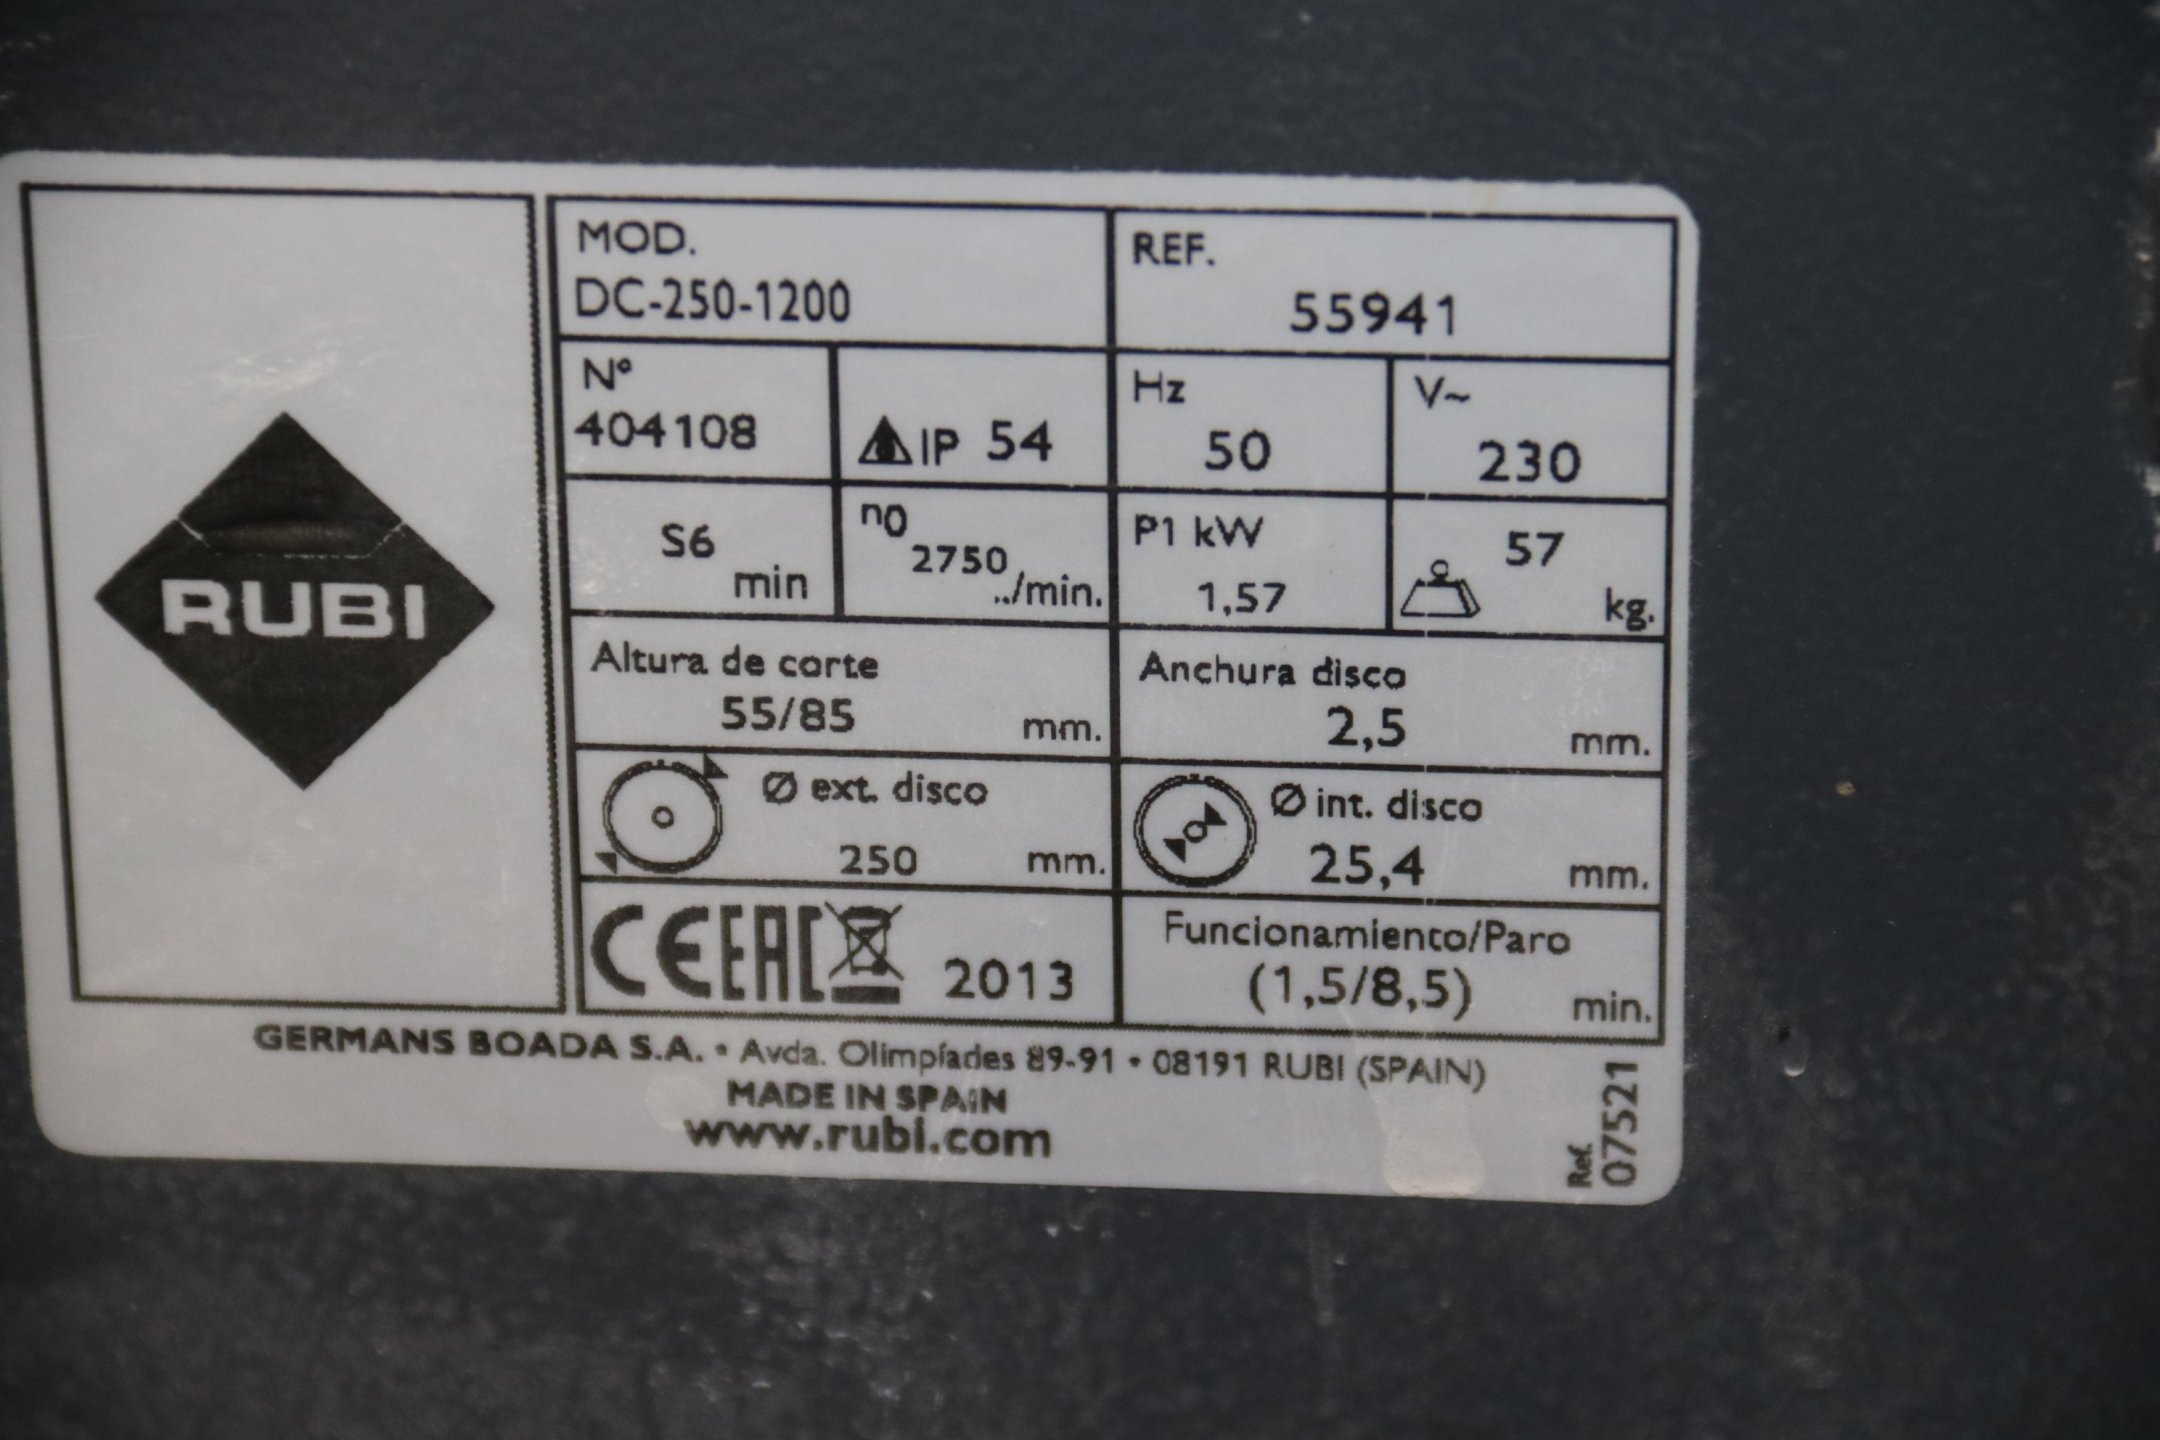 RUBI
MOD.
DC-250-1200
REF.
55941
Nº
404108
IP 54
Hz
50
V~
230
S6
min
n0
2750
../min.
P1 kW
1,57
57
kg.
Altura de corte
55/85 mm.
Anchura disco
2,5 mm.
Ø ext. disco
250 mm.
Ø int. disco
25,4 mm.
CE EAC 2013
Funcionamiento/Paro
(1,5/8,5) min.
GERMANS BOADA S.A. • Avda. Olimpíades 89-91 • 08191 RUBI (SPAIN)
MADE IN SPAIN
www.rubi.com
Ref. 07521